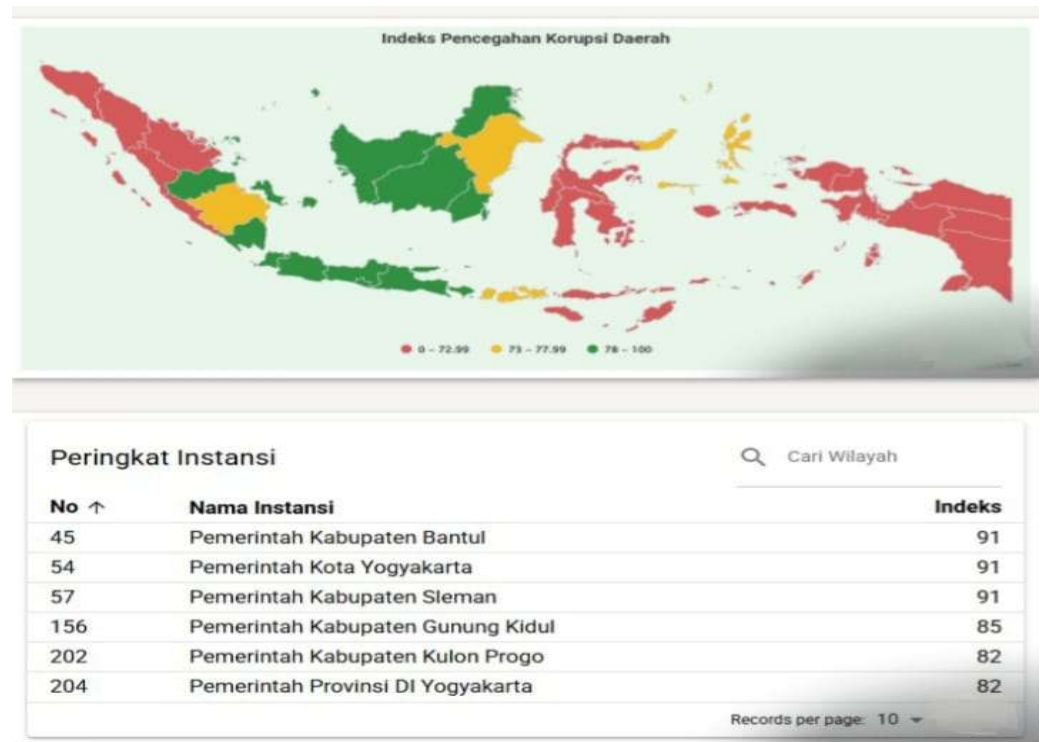 Indeks Pencegahan Korupsi Daerah
0 – 72.99 73 – 77.99 78 – 100
Peringkat Instansi Cari Wilayah
No ↑ Nama Instansi Indeks
45 Pemerintah Kabupaten Bantul 91
54 Pemerintah Kota Yogyakarta 91
57 Pemerintah Kabupaten Sleman 91
156 Pemerintah Kabupaten Gunung Kidul 85
202 Pemerintah Kabupaten Kulon Progo 82
204 Pemerintah Provinsi DI Yogyakarta 82
Records per page: 10